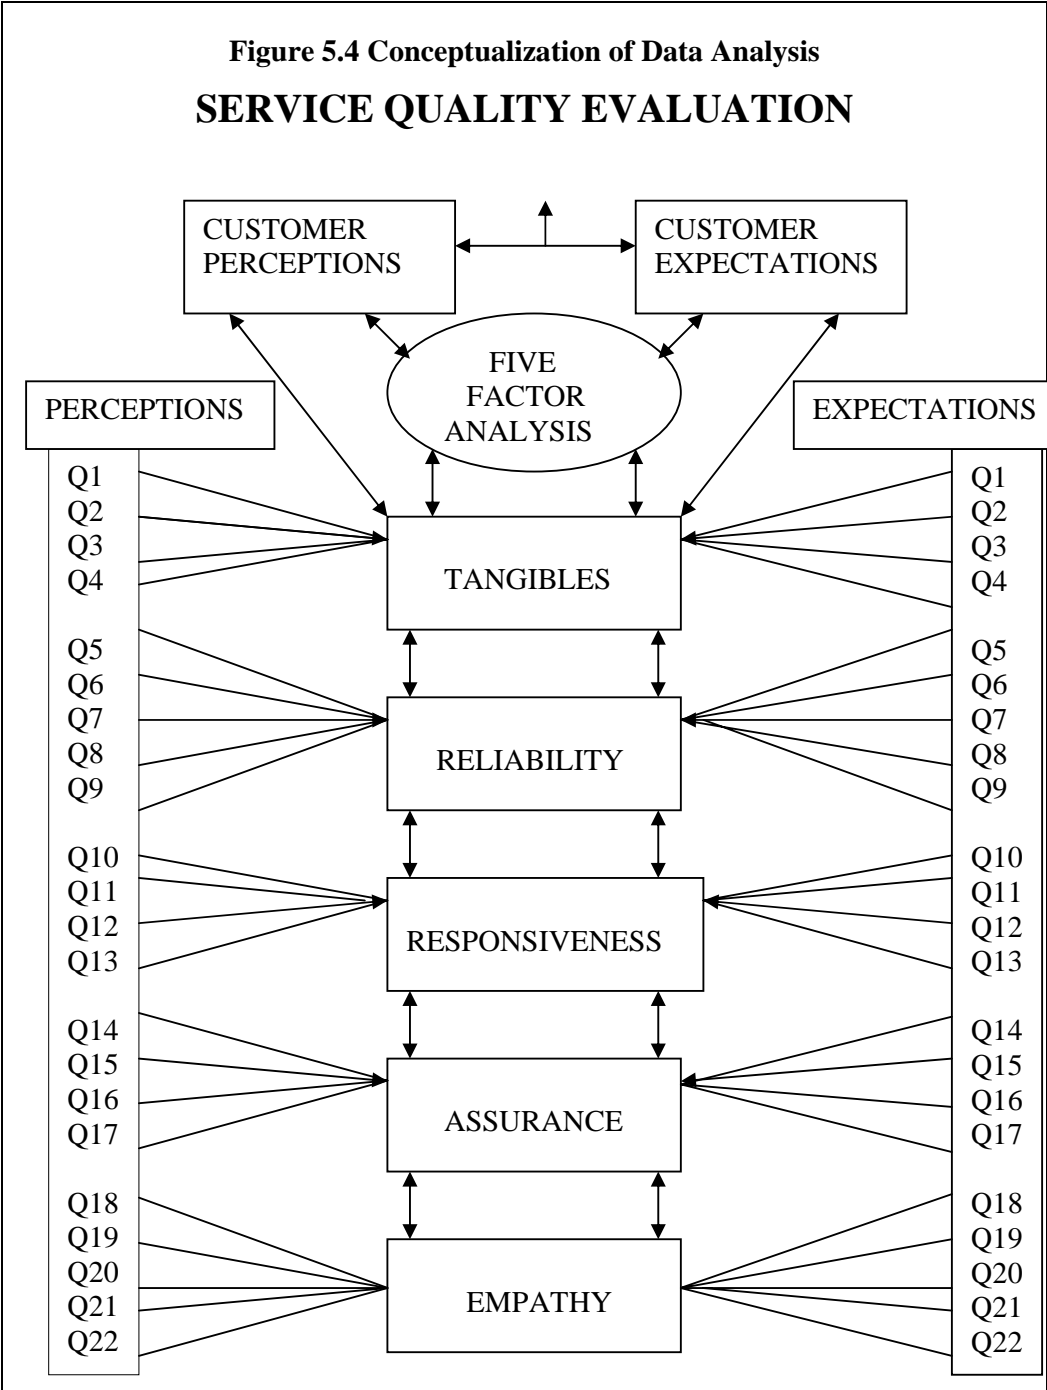 Figure 5.4 Conceptualization of Data Analysis
SERVICE QUALITY EVALUATION
CUSTOMER
PERCEPTIONS
CUSTOMER
EXPECTATIONS
FIVE
FACTOR
ANALYSIS
PERCEPTIONS
EXPECTATIONS
Q1
Q2
Q3
Q4
Q5
Q6
Q7
Q8
Q9
Q10
Q11
Q12
Q13
Q14
Q15
Q16
Q17
Q18
Q19
Q20
Q21
Q22
TANGIBLES
RELIABILITY
RESPONSIVENESS
ASSURANCE
EMPATHY
Q1
Q2
Q3
Q4
Q5
Q6
Q7
Q8
Q9
Q10
Q11
Q12
Q13
Q14
Q15
Q16
Q17
Q18
Q19
Q20
Q21
Q22